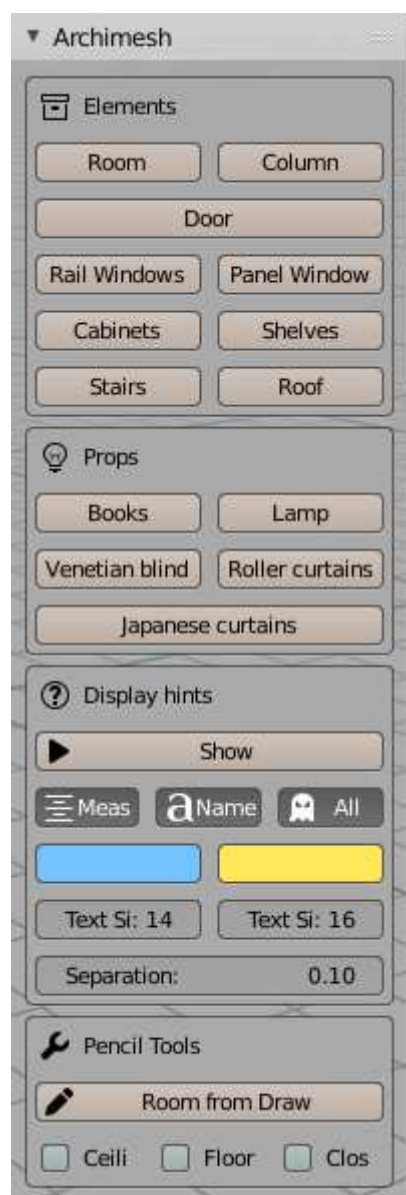 Archimesh
Elements
Room Column
Door
Rail Windows Panel Window
Cabinets Shelves
Stairs Roof
Props
Books Lamp
Venetian blind Roller curtains
Japanese curtains
Display hints
Show
Meas a Name All
Text Si: 14 Text Si: 16
Separation: 0.10
Pencil Tools
Room from Draw
Ceili Floor Clos